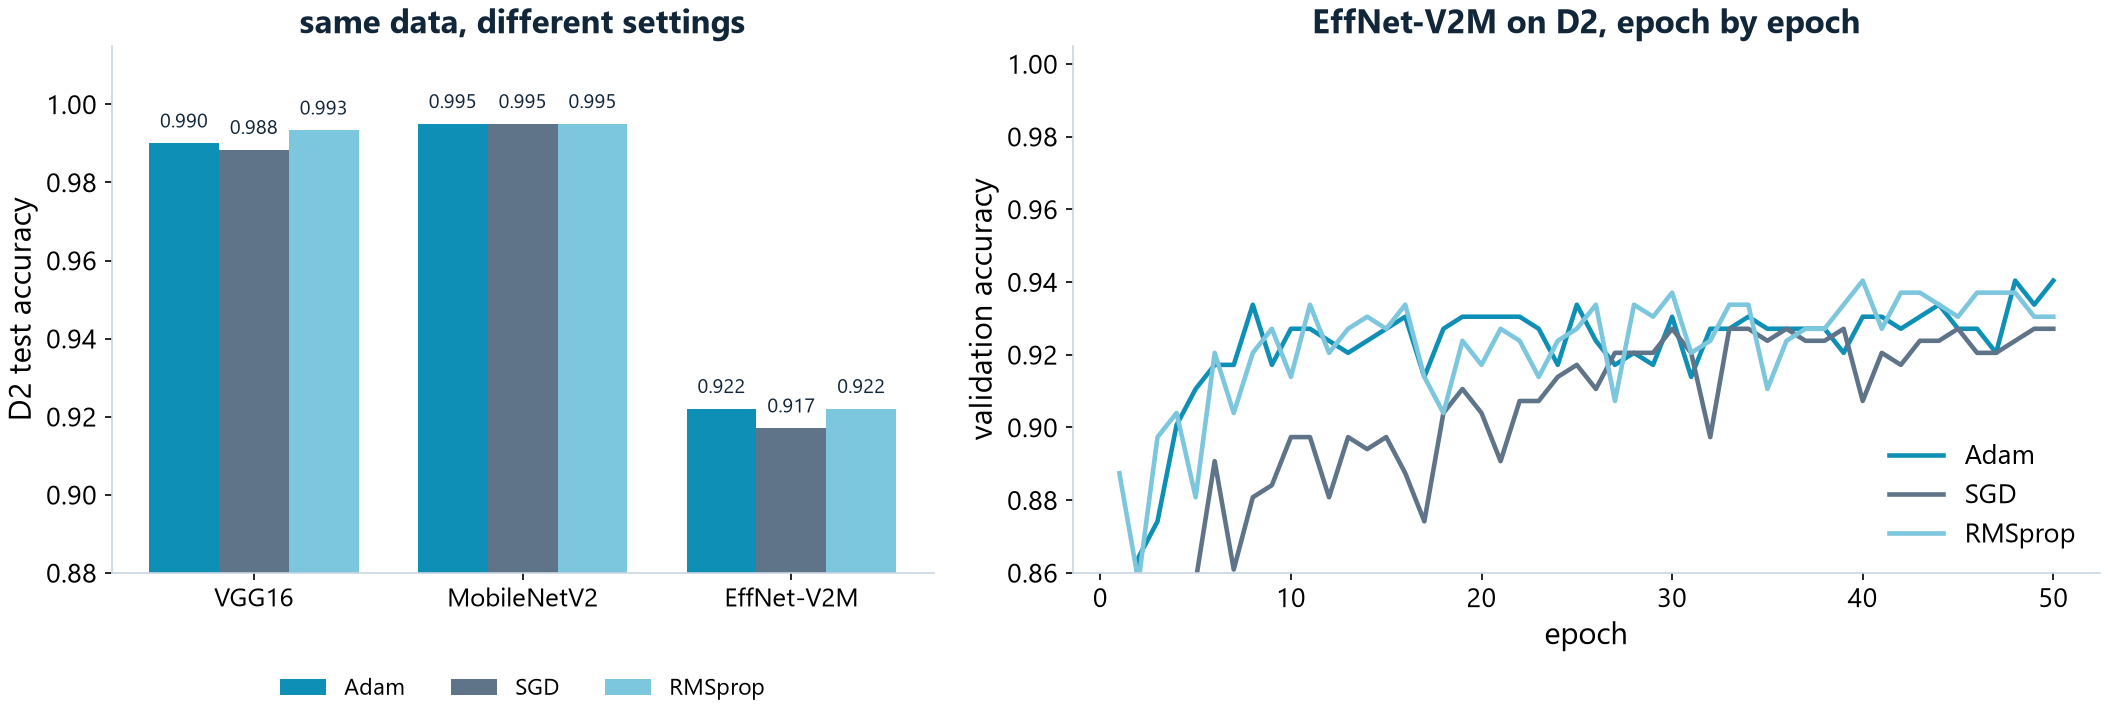 same data, different settings
D2 test accuracy
1.00
0.98
0.96
0.94
0.92
0.90
0.88
0.990
0.988
0.993
0.995
0.995
0.995
0.922
0.917
0.922
VGG16
MobileNetV2
EffNet-V2M
Adam
SGD
RMSprop
EffNet-V2M on D2, epoch by epoch
validation accuracy
1.00
0.98
0.96
0.94
0.92
0.90
0.88
0.86
Adam
SGD
RMSprop
0
10
20
30
40
50
epoch